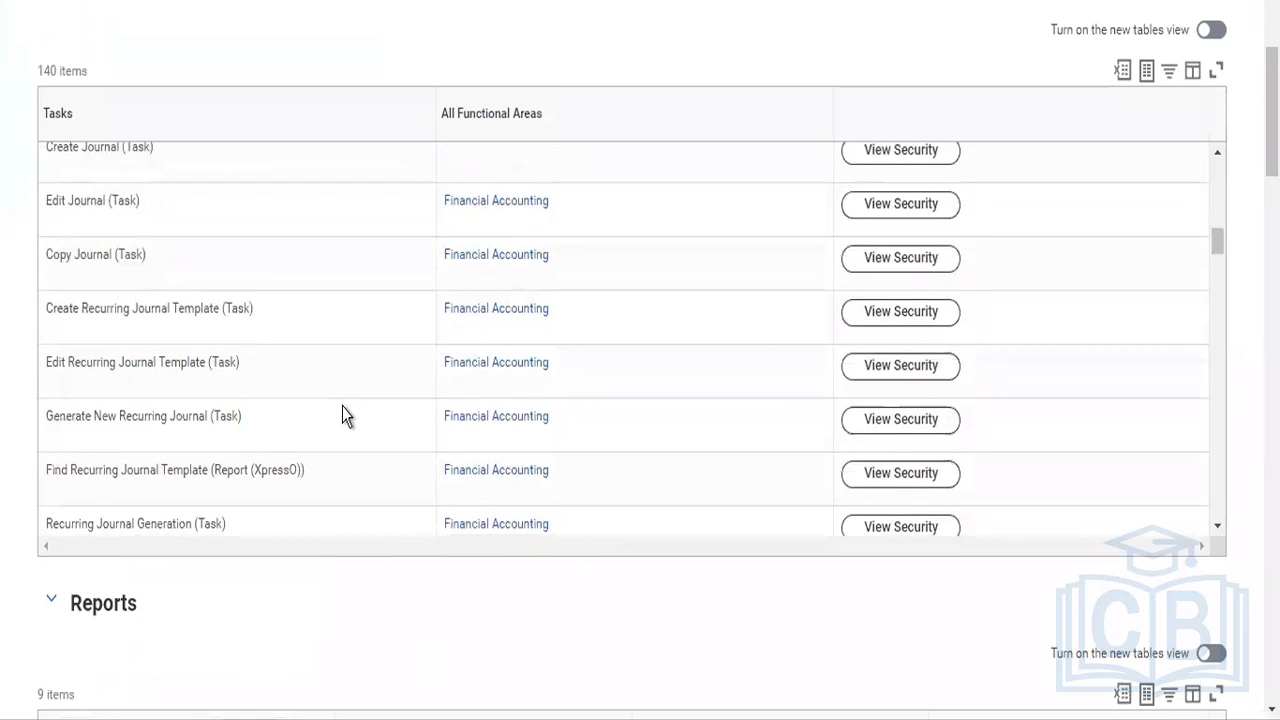 Turn on the new tables view
140 items
Tasks All Functional Areas
Create Journal (Task) View Security
Edit Journal (Task) Financial Accounting View Security
Copy Journal (Task) Financial Accounting View Security
Create Recurring Journal Template (Task) Financial Accounting View Security
Edit Recurring Journal Template (Task) Financial Accounting View Security
Generate New Recurring Journal (Task) Financial Accounting View Security
Find Recurring Journal Template (Report (XpressO)) Financial Accounting View Security
Recurring Journal Generation (Task) Financial Accounting View Security
Reports
CB
Turn on the new tables view
9 items